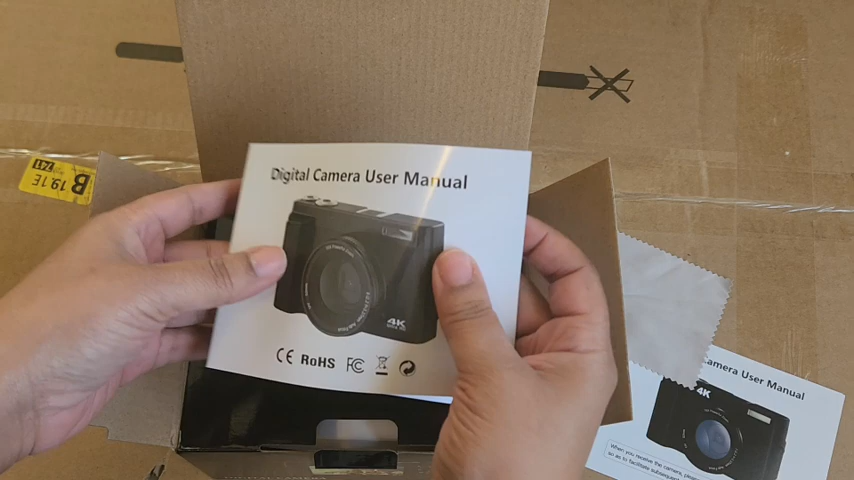 Digital Camera User Manual
4K
CE RoHS FC
B 19.1E
741
Camera User Manual
4K
When you receive the camera, please
so as to facilitate subsequent